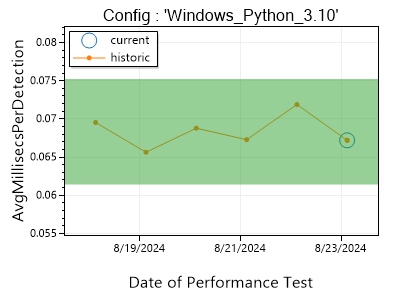 Config : 'Windows_Python_3.10'
current
historic
AvgMillisecsPerDetection
0.08
0.075
0.07
0.065
0.06
0.055
8/19/2024
8/21/2024
8/23/2024
Date of Performance Test